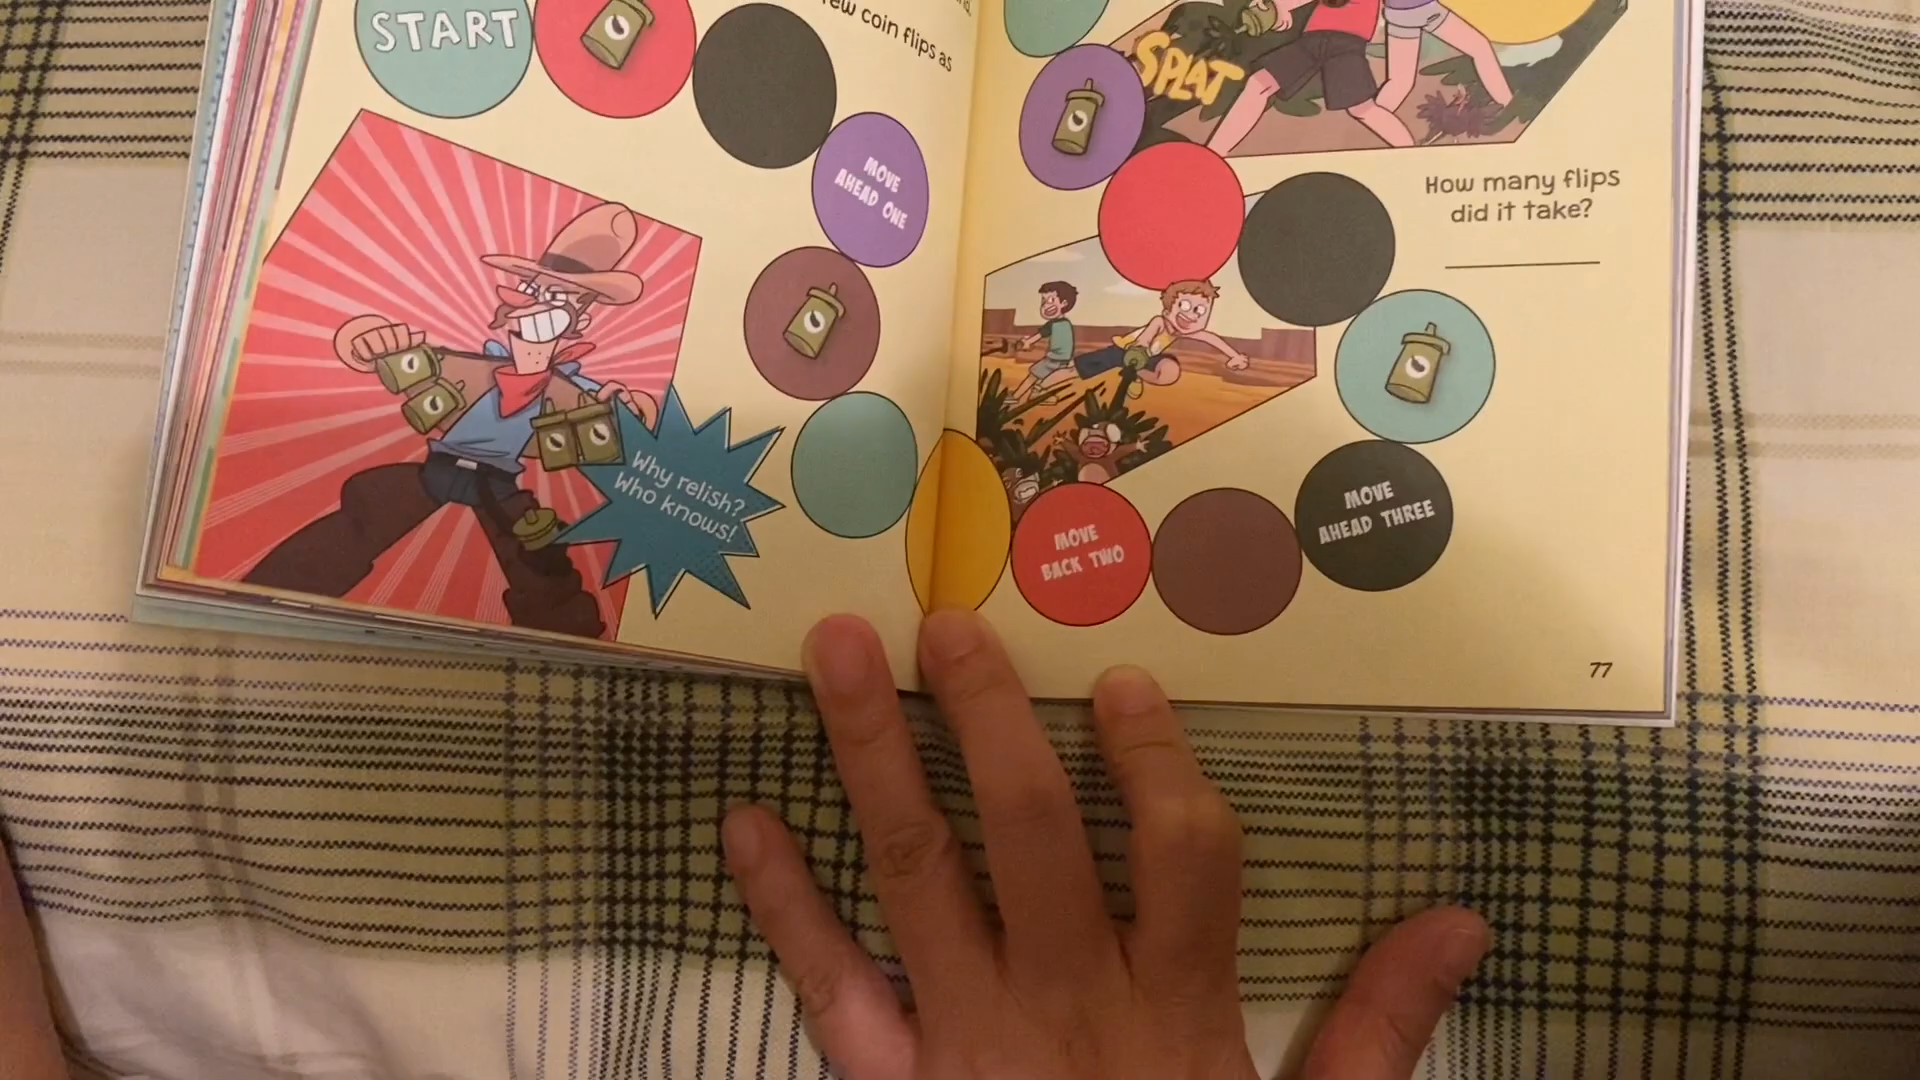 START
few coin flips as
MOVE
AHEAD ONE
Why relish?
Who knows!
SPLAT
How many flips
did it take?
MOVE
BACK TWO
MOVE
AHEAD THREE
77